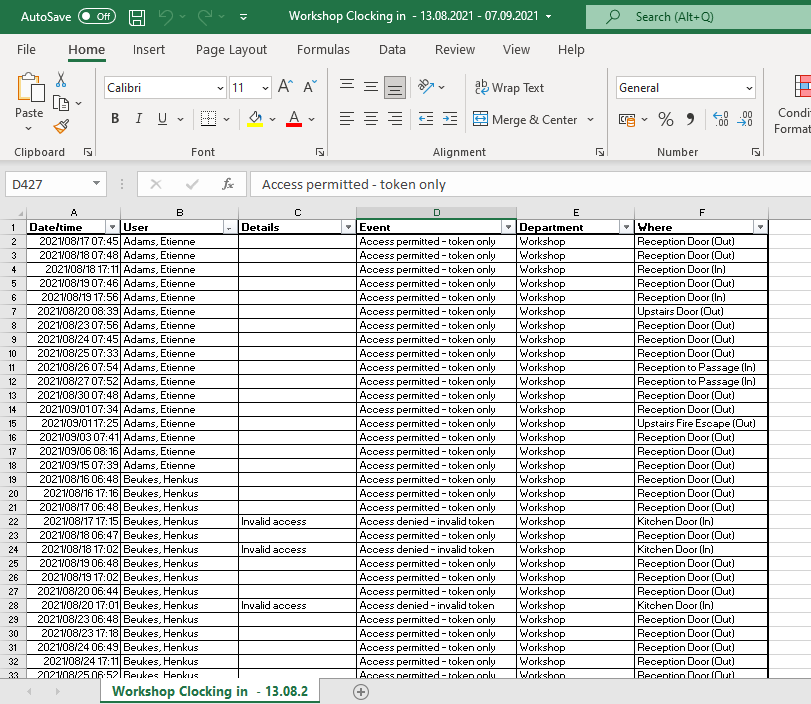 AutoSave Off Workshop Clocking in - 13.08.2021 - 07.09.2021 Search (Alt+Q)
File Home Insert Page Layout Formulas Data Review View Help
Calibri 11 Wrap Text General
Paste B I U A Merge & Center % Condi
Format
Clipboard Font Alignment Number
D427 fx Access permitted - token only
A B C D E F
1 Date/time User Details Event Department Where
2 2021/08/17 07:45 Adams, Etienne Access permitted - token only Workshop Reception Door (Out)
3 2021/08/18 07:48 Adams, Etienne Access permitted - token only Workshop Reception Door (Out)
4 2021/08/18 17:11 Adams, Etienne Access permitted - token only Workshop Reception Door (In)
5 2021/08/19 07:46 Adams, Etienne Access permitted - token only Workshop Reception Door (Out)
6 2021/08/19 17:56 Adams, Etienne Access permitted - token only Workshop Reception Door (In)
7 2021/08/20 08:39 Adams, Etienne Access permitted - token only Workshop Upstairs Door (Out)
8 2021/08/23 07:56 Adams, Etienne Access permitted - token only Workshop Reception Door (Out)
9 2021/08/24 07:45 Adams, Etienne Access permitted - token only Workshop Reception Door (Out)
10 2021/08/25 07:33 Adams, Etienne Access permitted - token only Workshop Reception Door (Out)
11 2021/08/26 07:54 Adams, Etienne Access permitted - token only Workshop Reception to Passage (In)
12 2021/08/27 07:52 Adams, Etienne Access permitted - token only Workshop Reception to Passage (In)
13 2021/08/30 07:48 Adams, Etienne Access permitted - token only Workshop Reception Door (Out)
14 2021/09/01 07:34 Adams, Etienne Access permitted - token only Workshop Reception Door (Out)
15 2021/09/01 17:25 Adams, Etienne Access permitted - token only Workshop Upstairs Fire Escape (Out)
16 2021/09/03 07:41 Adams, Etienne Access permitted - token only Workshop Reception Door (Out)
17 2021/09/06 08:16 Adams, Etienne Access permitted - token only Workshop Reception Door (Out)
18 2021/09/15 07:39 Adams, Etienne Access permitted - token only Workshop Reception Door (Out)
19 2021/08/16 06:48 Beukes, Henkus Access permitted - token only Workshop Reception Door (Out)
20 2021/08/16 17:16 Beukes, Henkus Access permitted - token only Workshop Reception Door (Out)
21 2021/08/17 06:48 Beukes, Henkus Access permitted - token only Workshop Reception Door (Out)
22 2021/08/17 17:15 Beukes, Henkus Invalid access Access denied - invalid token Workshop Kitchen Door (In)
23 2021/08/18 06:47 Beukes, Henkus Access permitted - token only Workshop Reception Door (Out)
24 2021/08/18 17:02 Beukes, Henkus Invalid access Access denied - invalid token Workshop Kitchen Door (In)
25 2021/08/19 06:48 Beukes, Henkus Access permitted - token only Workshop Reception Door (Out)
26 2021/08/19 17:02 Beukes, Henkus Access permitted - token only Workshop Reception Door (Out)
27 2021/08/20 06:44 Beukes, Henkus Access permitted - token only Workshop Reception Door (Out)
28 2021/08/20 17:01 Beukes, Henkus Invalid access Access denied - invalid token Workshop Kitchen Door (In)
29 2021/08/23 06:48 Beukes, Henkus Access permitted - token only Workshop Reception Door (Out)
30 2021/08/23 17:18 Beukes, Henkus Access permitted - token only Workshop Reception Door (Out)
31 2021/08/24 06:49 Beukes, Henkus Access permitted - token only Workshop Reception Door (Out)
32 2021/08/24 17:11 Beukes, Henkus Access permitted - token only Workshop Reception Door (Out)
33 2021/08/25 06:52 Beukes, Henkus Access permitted - token only Workshop Reception Door (Out)
Workshop Clocking in - 13.08.2